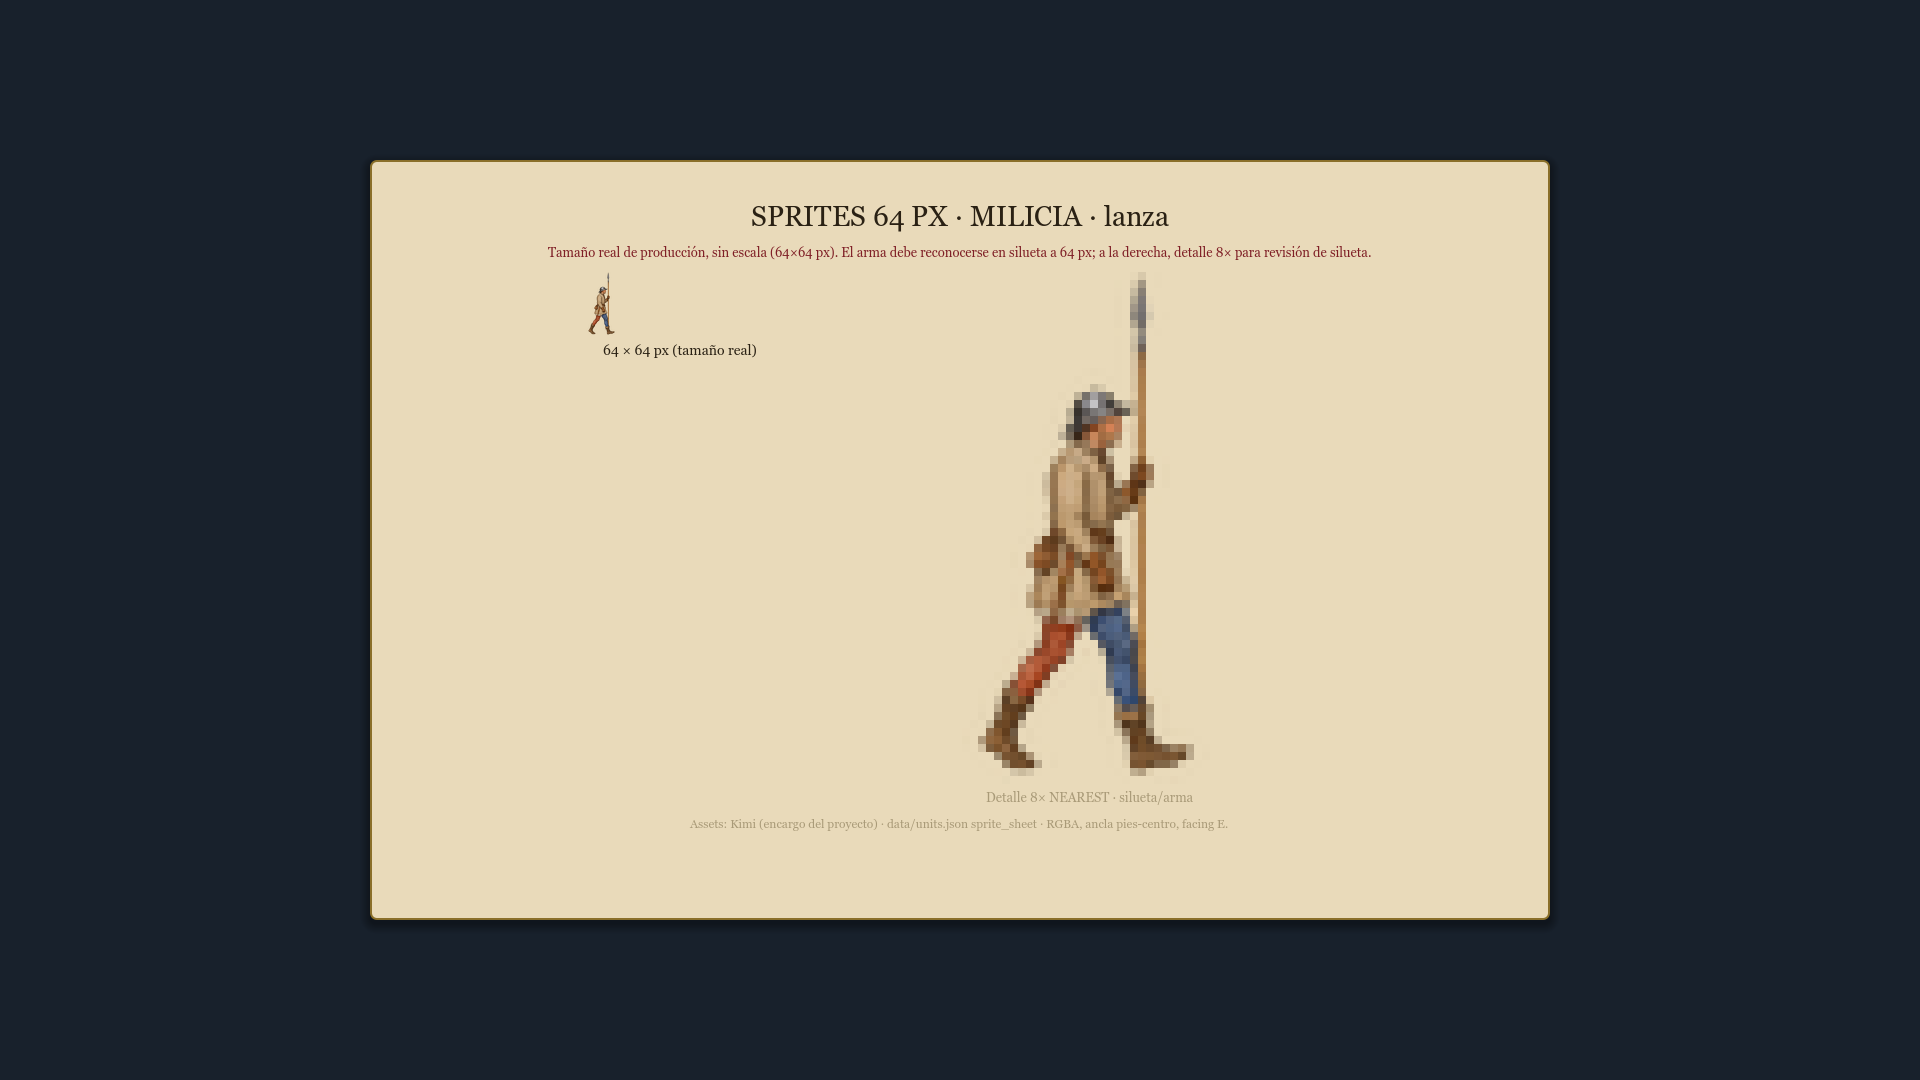 SPRITES 64 PX · MILICIA · lanza
Tamaño real de producción, sin escala (64×64 px). El arma debe reconocerse en silueta a 64 px; a la derecha, detalle 8× para revisión de silueta.
64 × 64 px (tamaño real)
Detalle 8× NEAREST · silueta/arma
Assets: Kimi (encargo del proyecto) · data/units.json sprite_sheet · RGBA, ancla pies-centro, facing E.